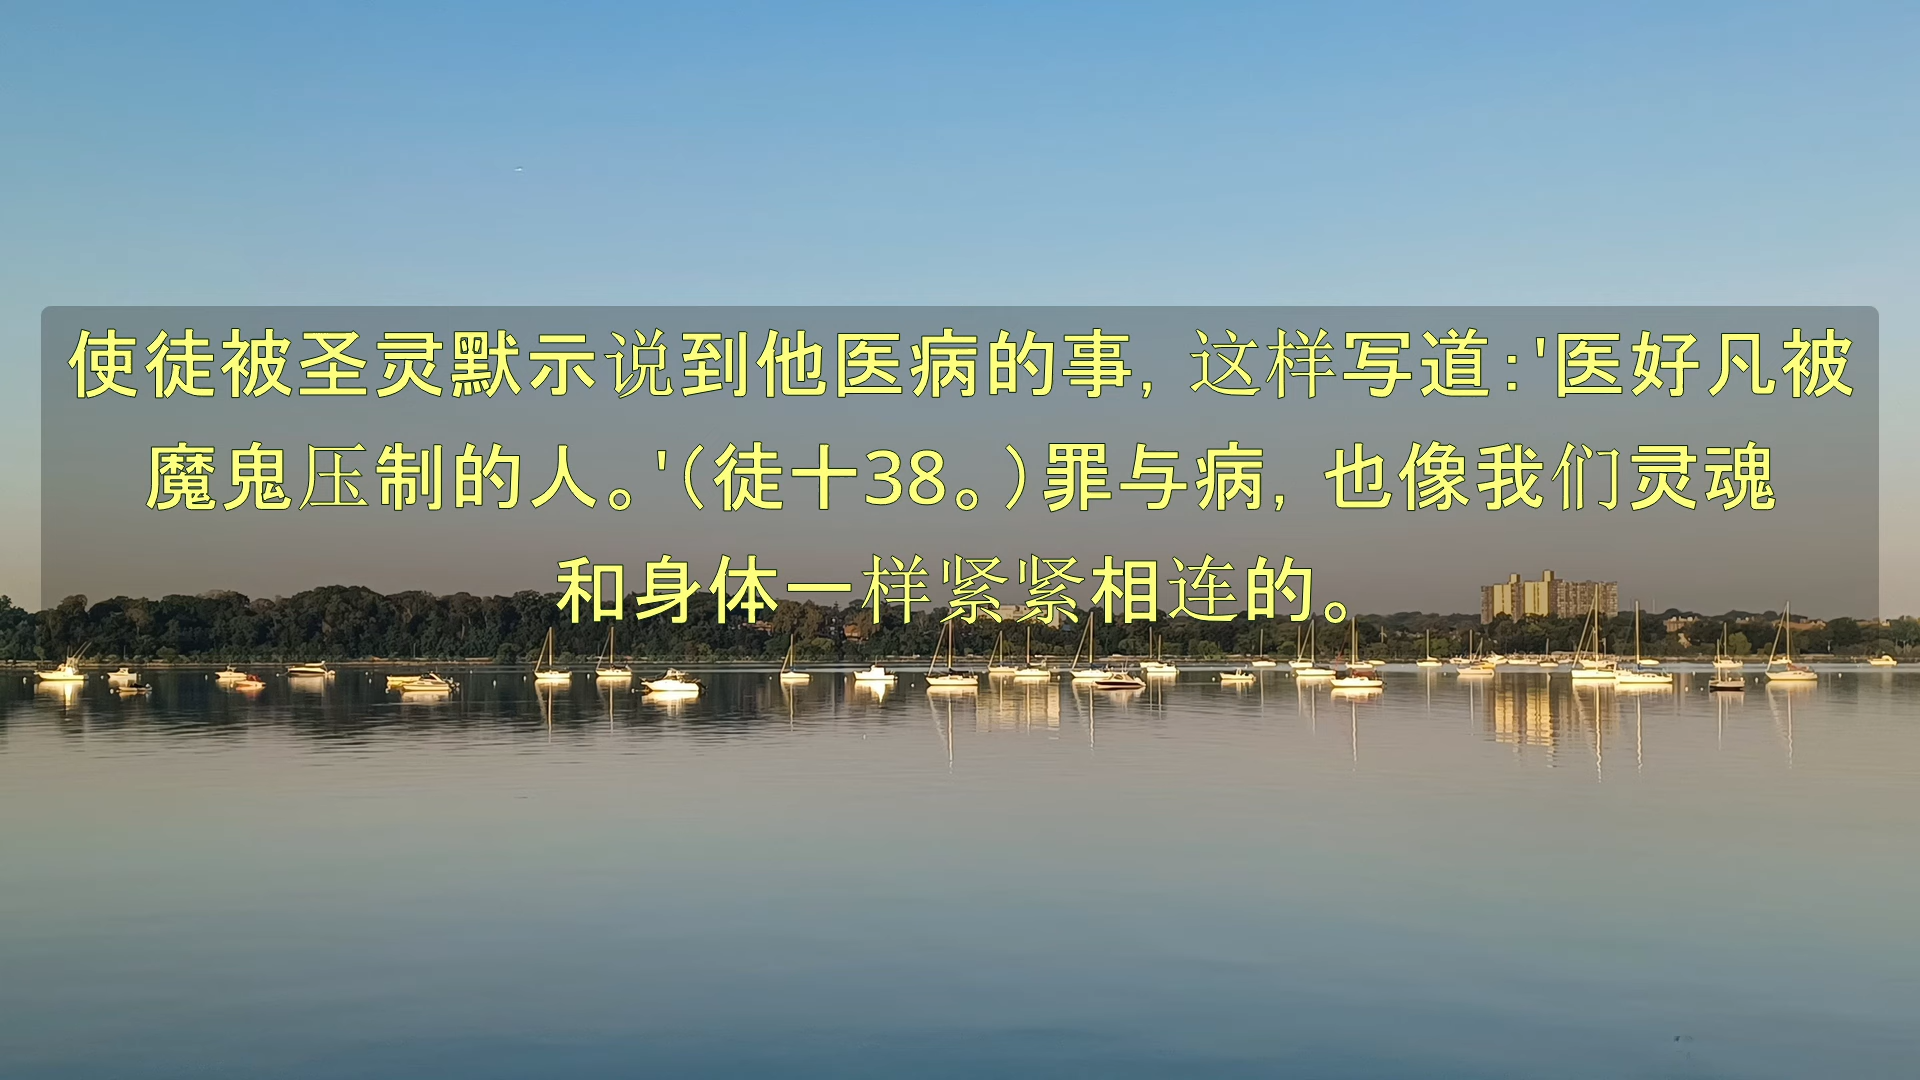 使徒被圣灵默示说到他医病的事, 这样写道:'医好凡被
魔鬼压制的人。'(徒十38。)罪与病, 也像我们灵魂
和身体一样紧紧相连的。